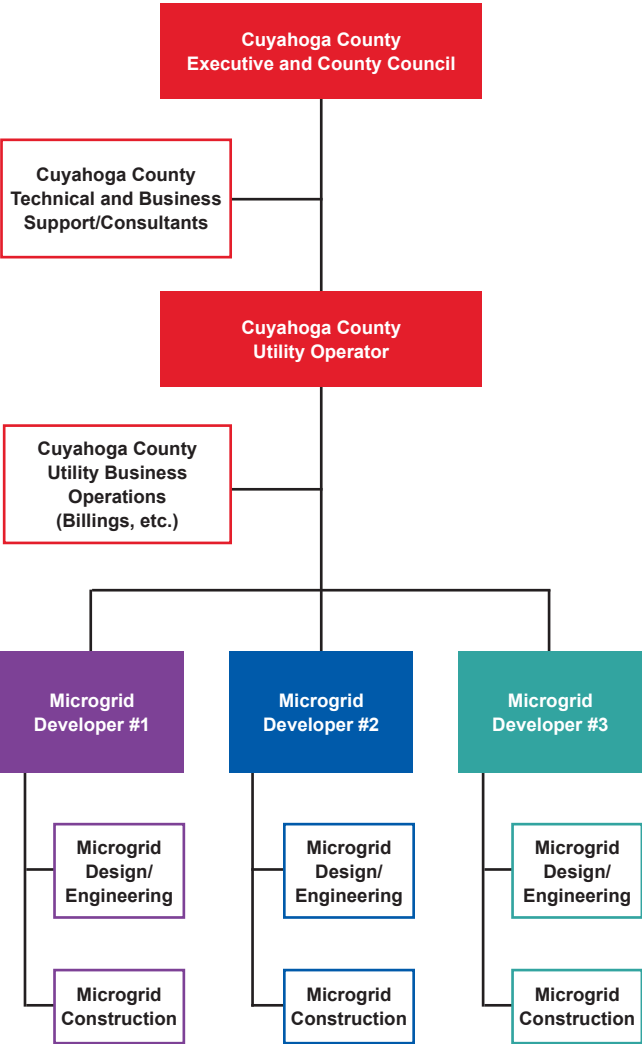 Cuyahoga County
Executive and County Council
Cuyahoga County
Technical and Business
Support/Consultants
Cuyahoga County
Utility Operator
Cuyahoga County
Utility Business
Operations
(Billings, etc.)
Microgrid
Developer #1
Microgrid
Developer #2
Microgrid
Developer #3
Microgrid
Design/
Engineering
Microgrid
Design/
Engineering
Microgrid
Design/
Engineering
Microgrid
Construction
Microgrid
Construction
Microgrid
Construction